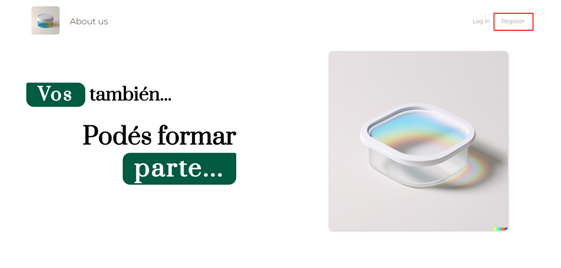 About us
Log in
Register
Vos también...
Podés formar
parte...